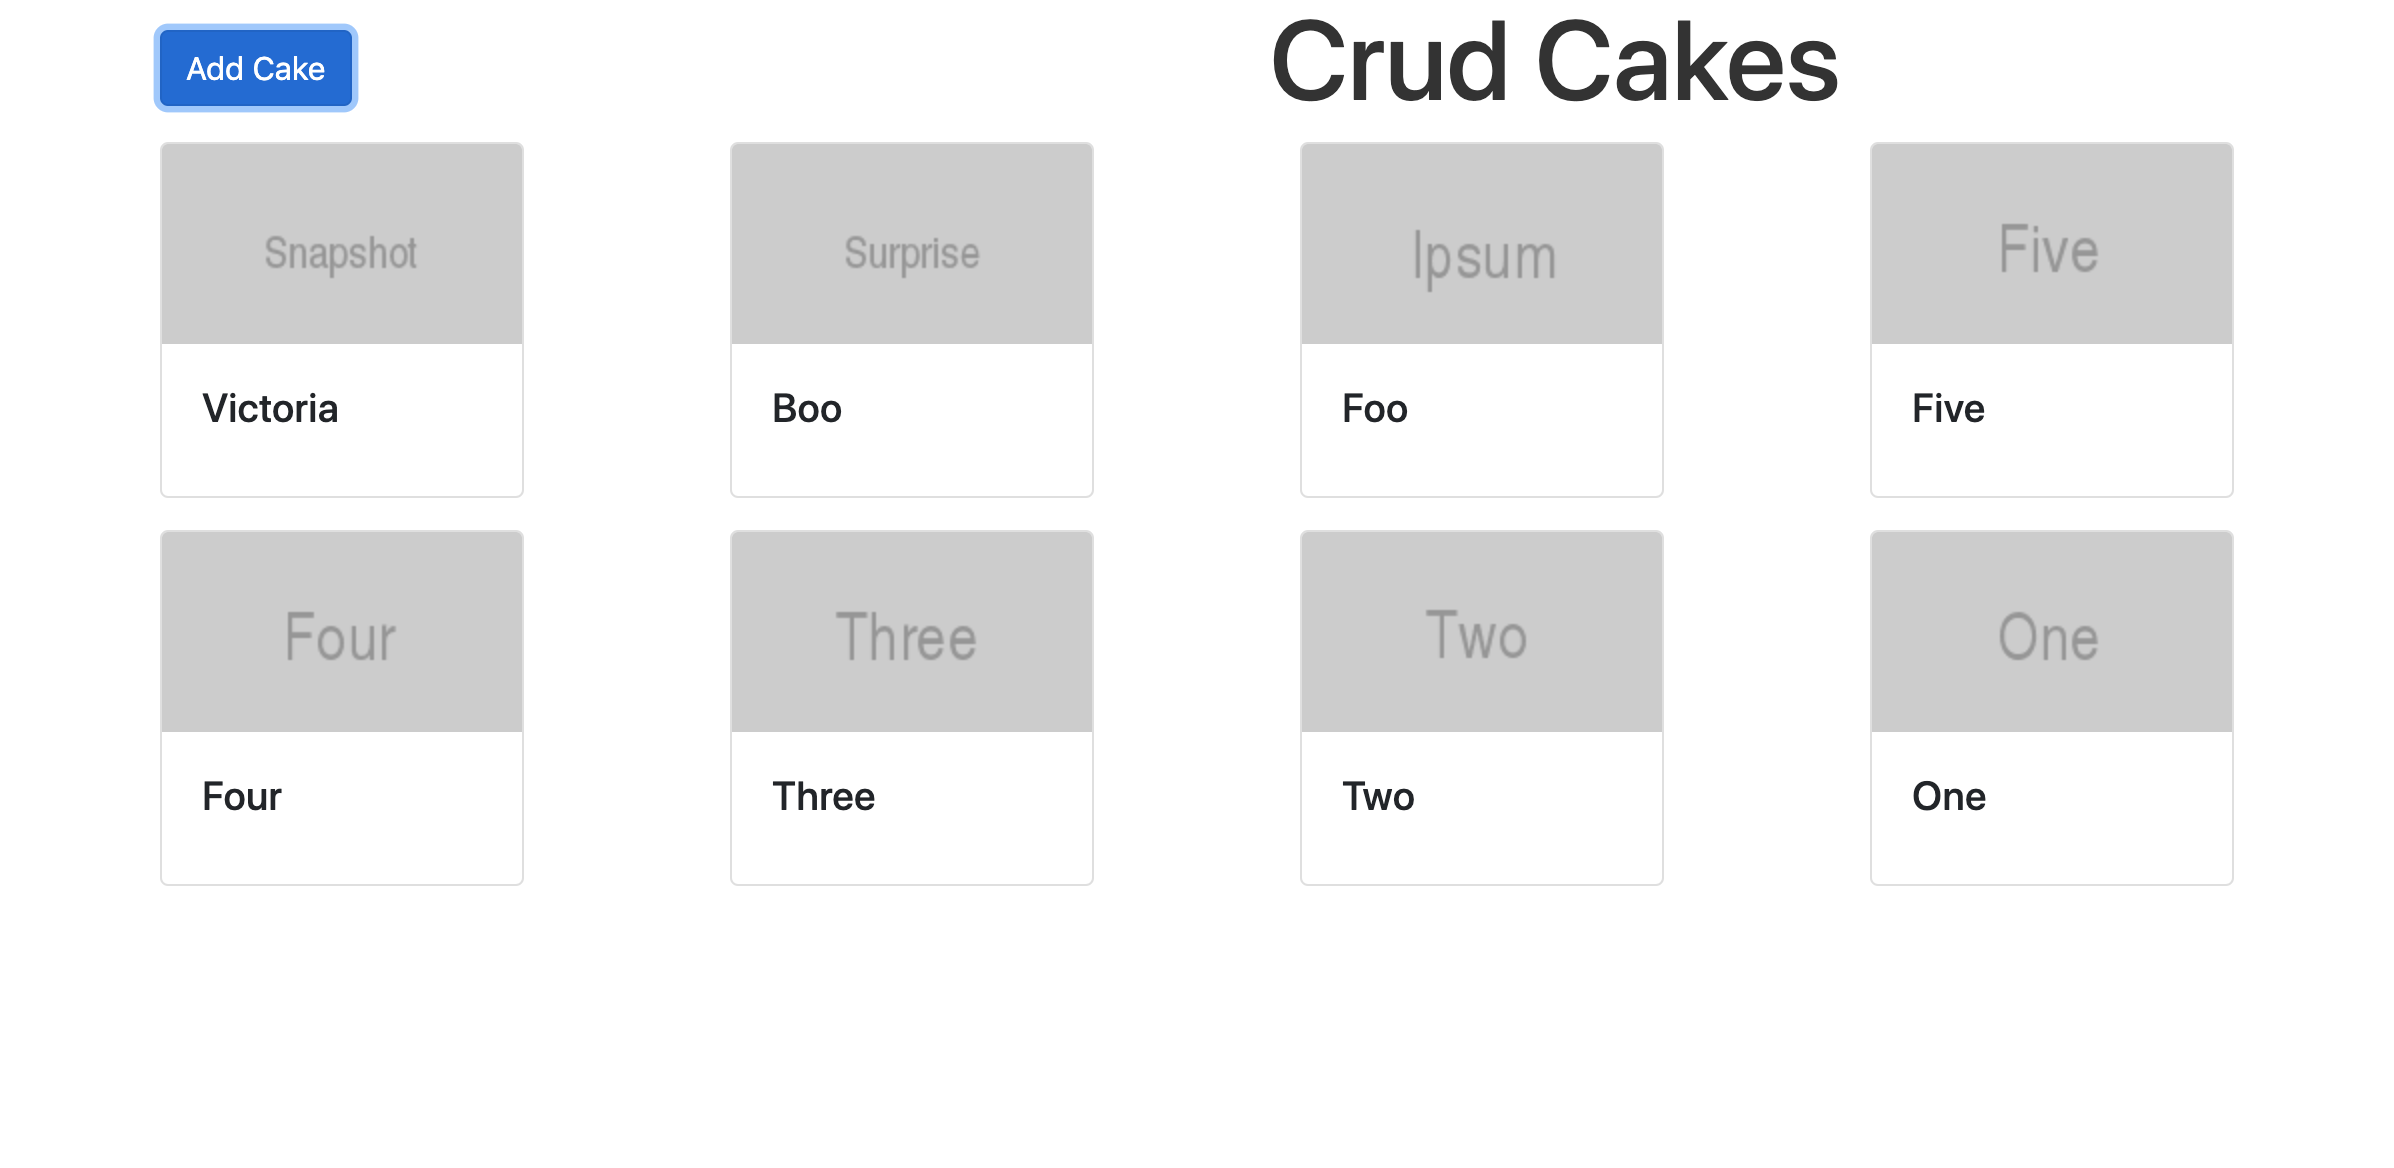 Add Cake
Crud Cakes
Snapshot
Surprise
Ipsum
Five
Victoria
Boo
Foo
Five
Four
Three
Two
One
Four
Three
Two
One